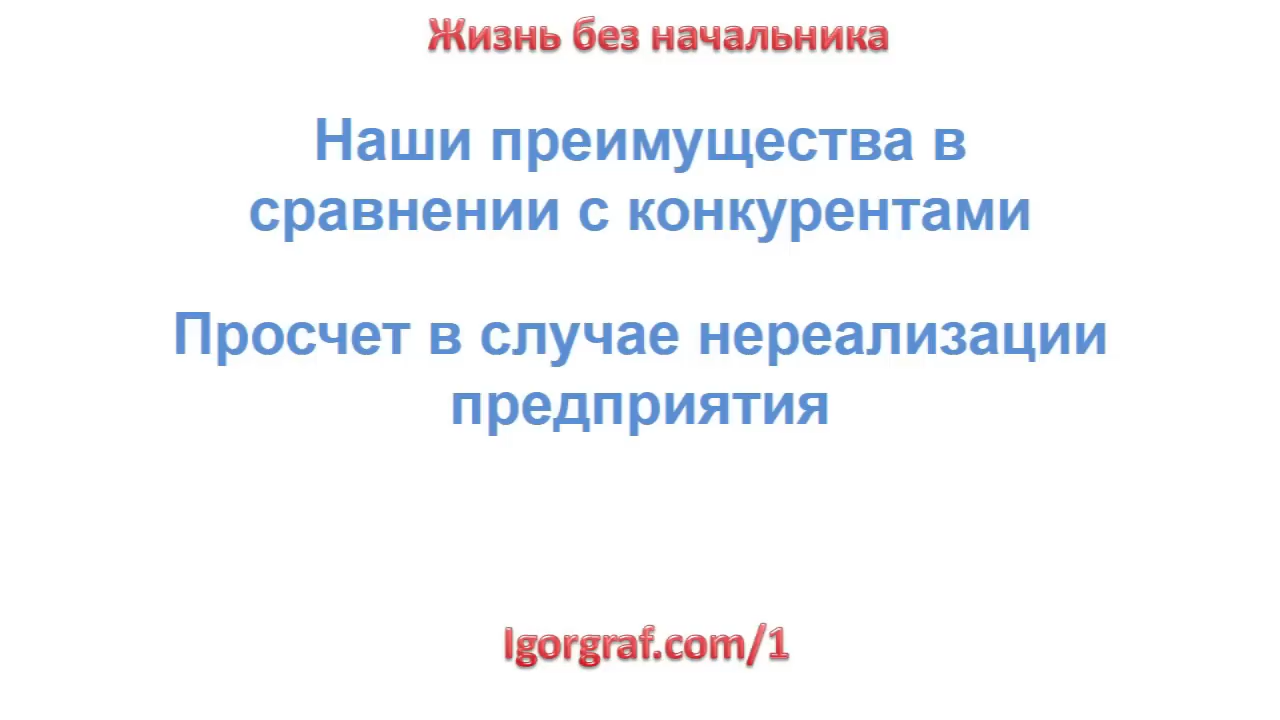 Жизнь без начальника
Наши преимущества в
сравнении с конкурентами
Просчет в случае нереализации
предприятия
Igorgraf.com/1